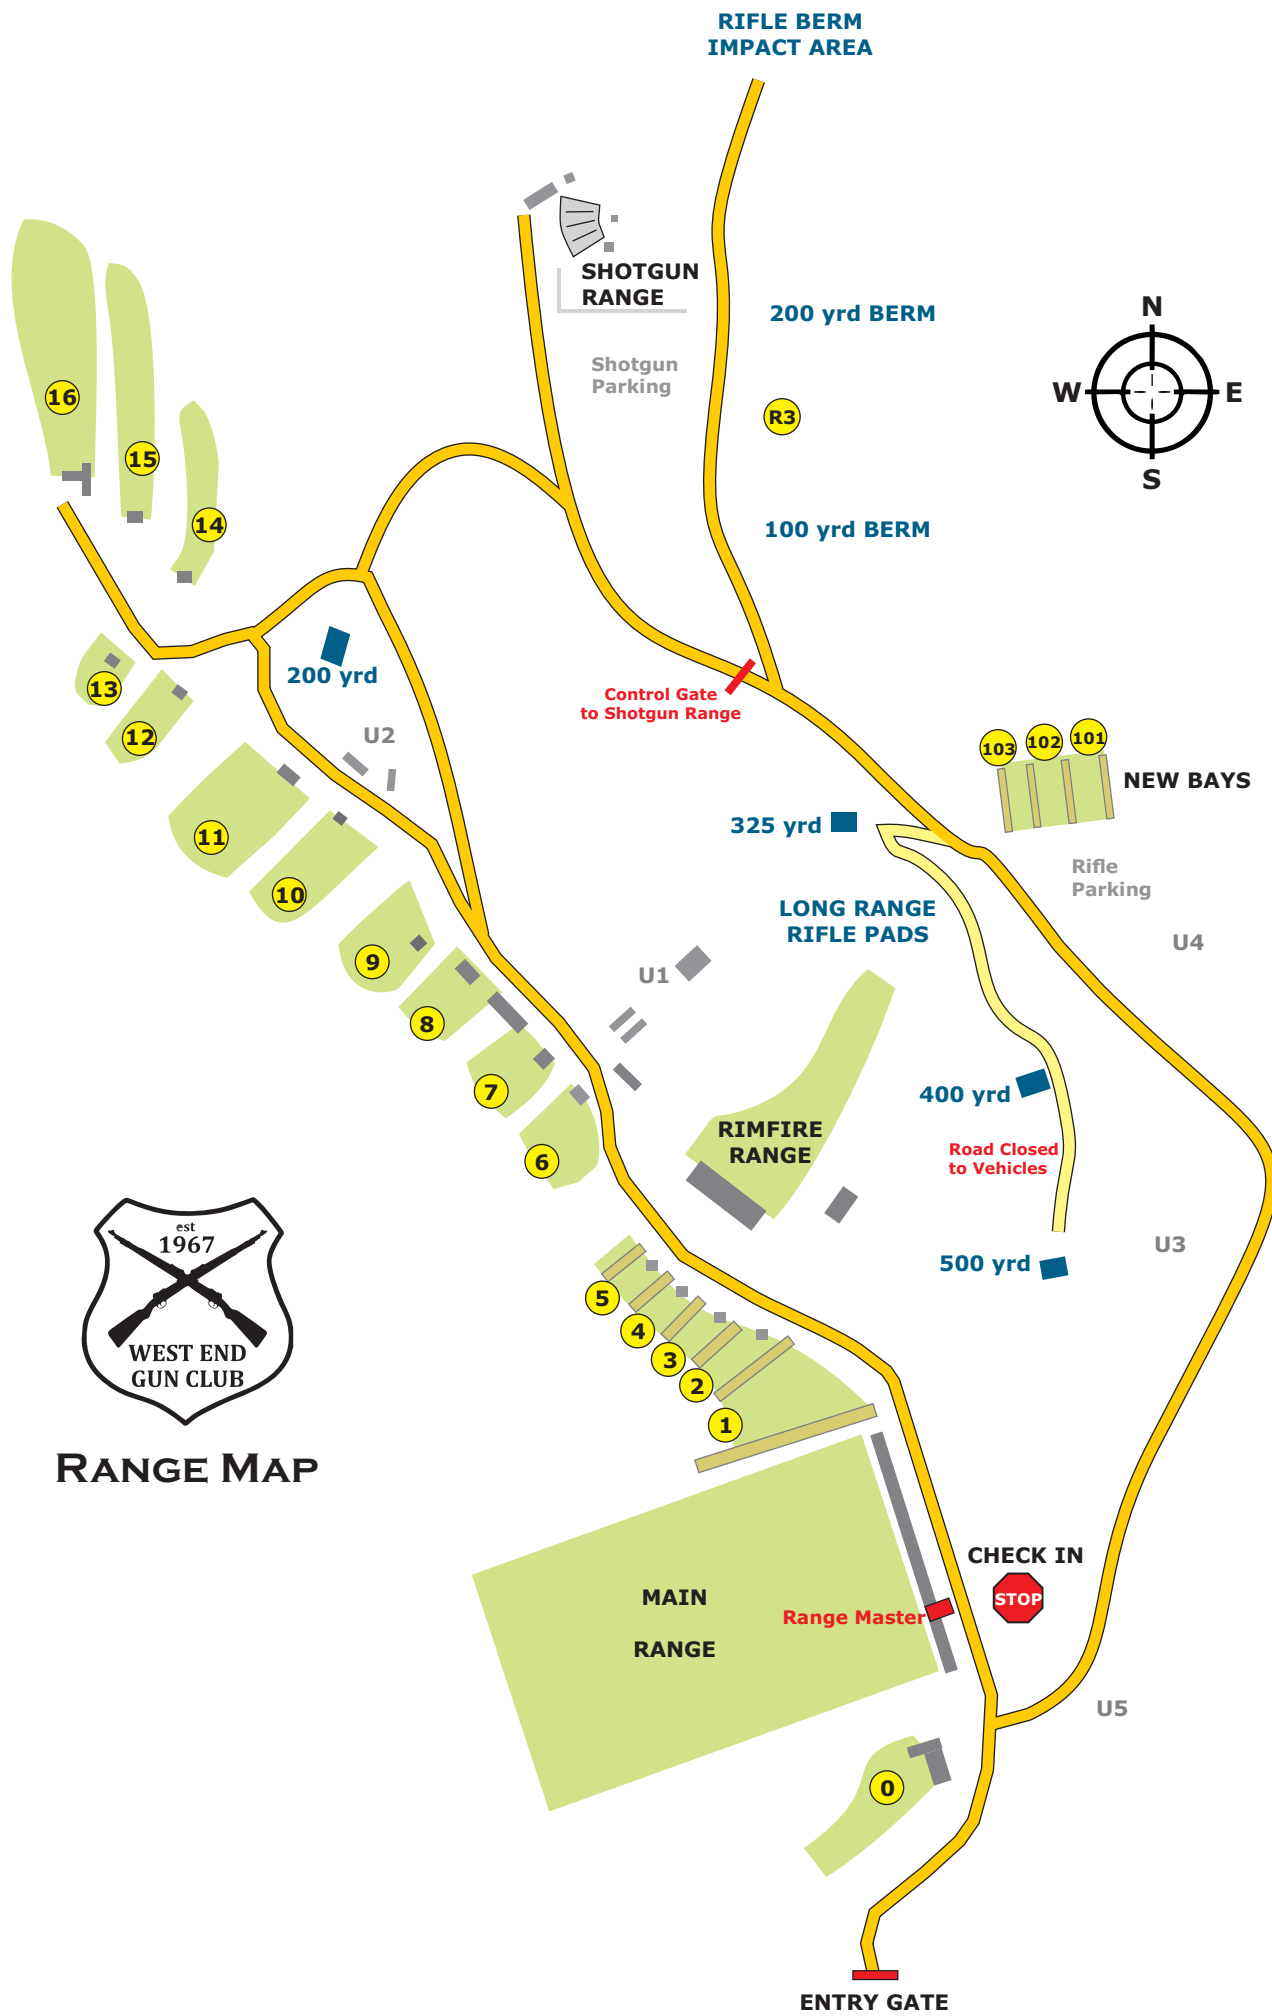 RIFLE BERM
IMPACT AREA
SHOTGUN
RANGE
200 yrd BERM
Shotgun
Parking
N
W
E
S
R3
16
15
14
100 yrd BERM
13
12
200 yrd
Control Gate
to Shotgun Range
U2
103
102
101
NEW BAYS
11
10
325 yrd
Rifle
Parking
LONG RANGE
RIFLE PADS
U4
9
8
7
6
U1
400 yrd
RIMFIRE
RANGE
Road Closed
to Vehicles
U3
500 yrd
est
1967
WEST END
GUN CLUB
RANGE MAP
5
4
3
2
1
CHECK IN
STOP
MAIN
RANGE
Range Master
U5
0
ENTRY GATE